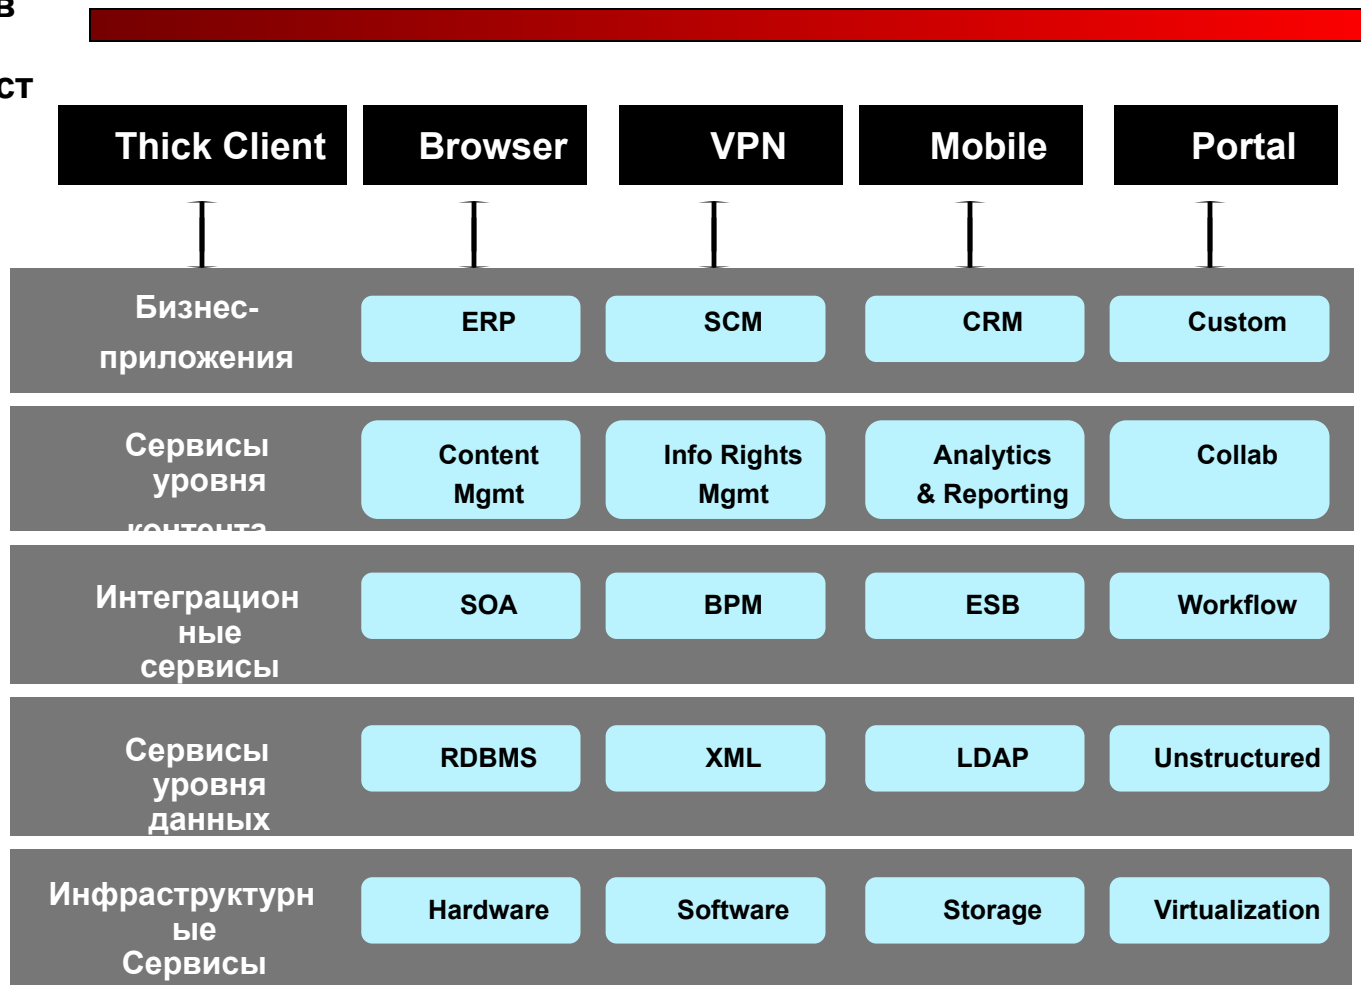 в
ст
Thick Client Browser VPN Mobile Portal
Бизнес-
приложения
ERP SCM CRM Custom
Сервисы
уровня
контента
Content
Mgmt
Info Rights
Mgmt
Analytics
& Reporting
Collab
Интеграцион
ные
сервисы
SOA BPM ESB Workflow
Сервисы
уровня
данных
RDBMS XML LDAP Unstructured
Инфраструктурн
ые
Сервисы
Hardware Software Storage Virtualization